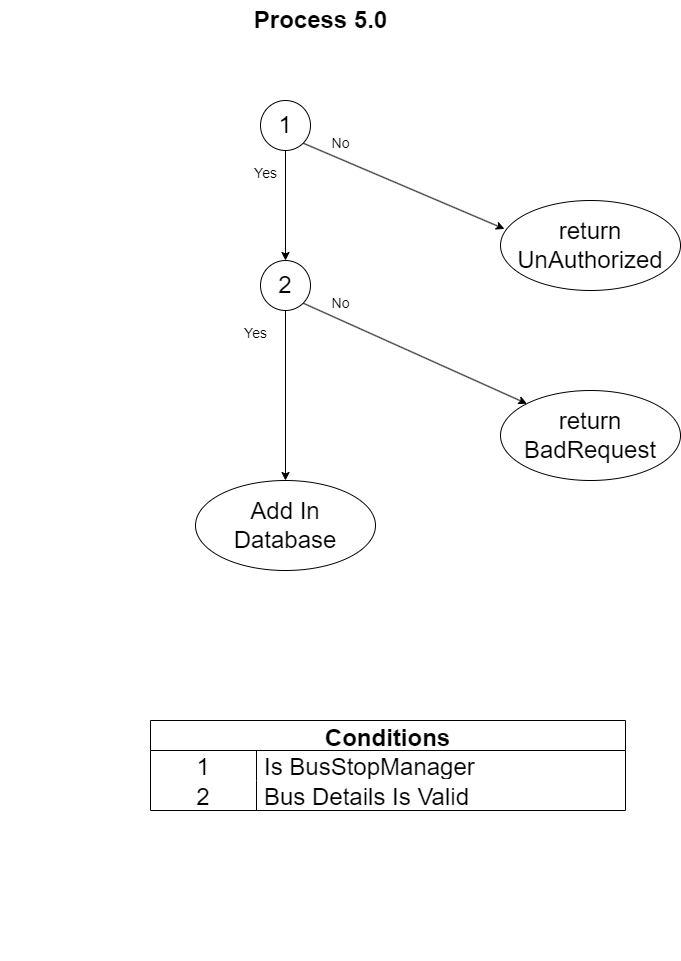 Process 5.0
1
No
Yes
return
UnAuthorized
2
No
Yes
return
BadRequest
Add In
Database
Conditions
1 Is BusStopManager
2 Bus Details Is Valid